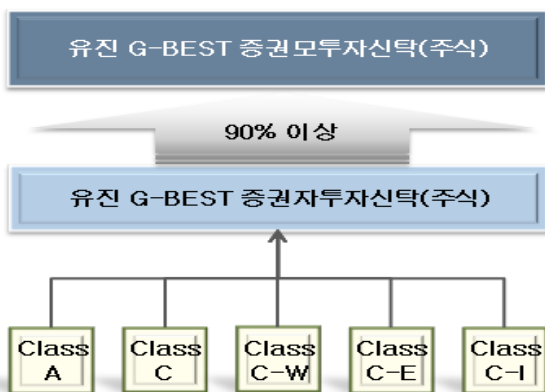 유진 G-BEST 증권모투자신탁(주식)
90% 이상
유진 G-BEST 증권자투자신탁(주식)
Class A
Class C
Class C-W
Class C-E
Class C-I